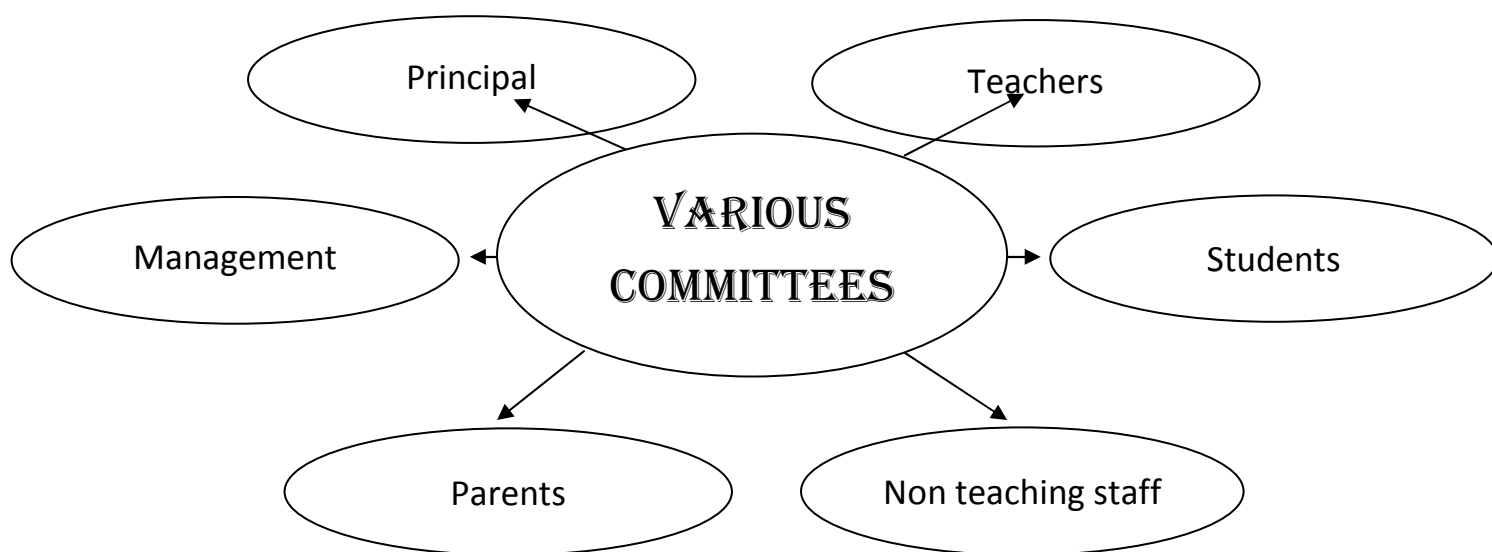 Principal
Teachers
VARIOUS
COMMITTEES
Management
Students
Parents
Non teaching staff